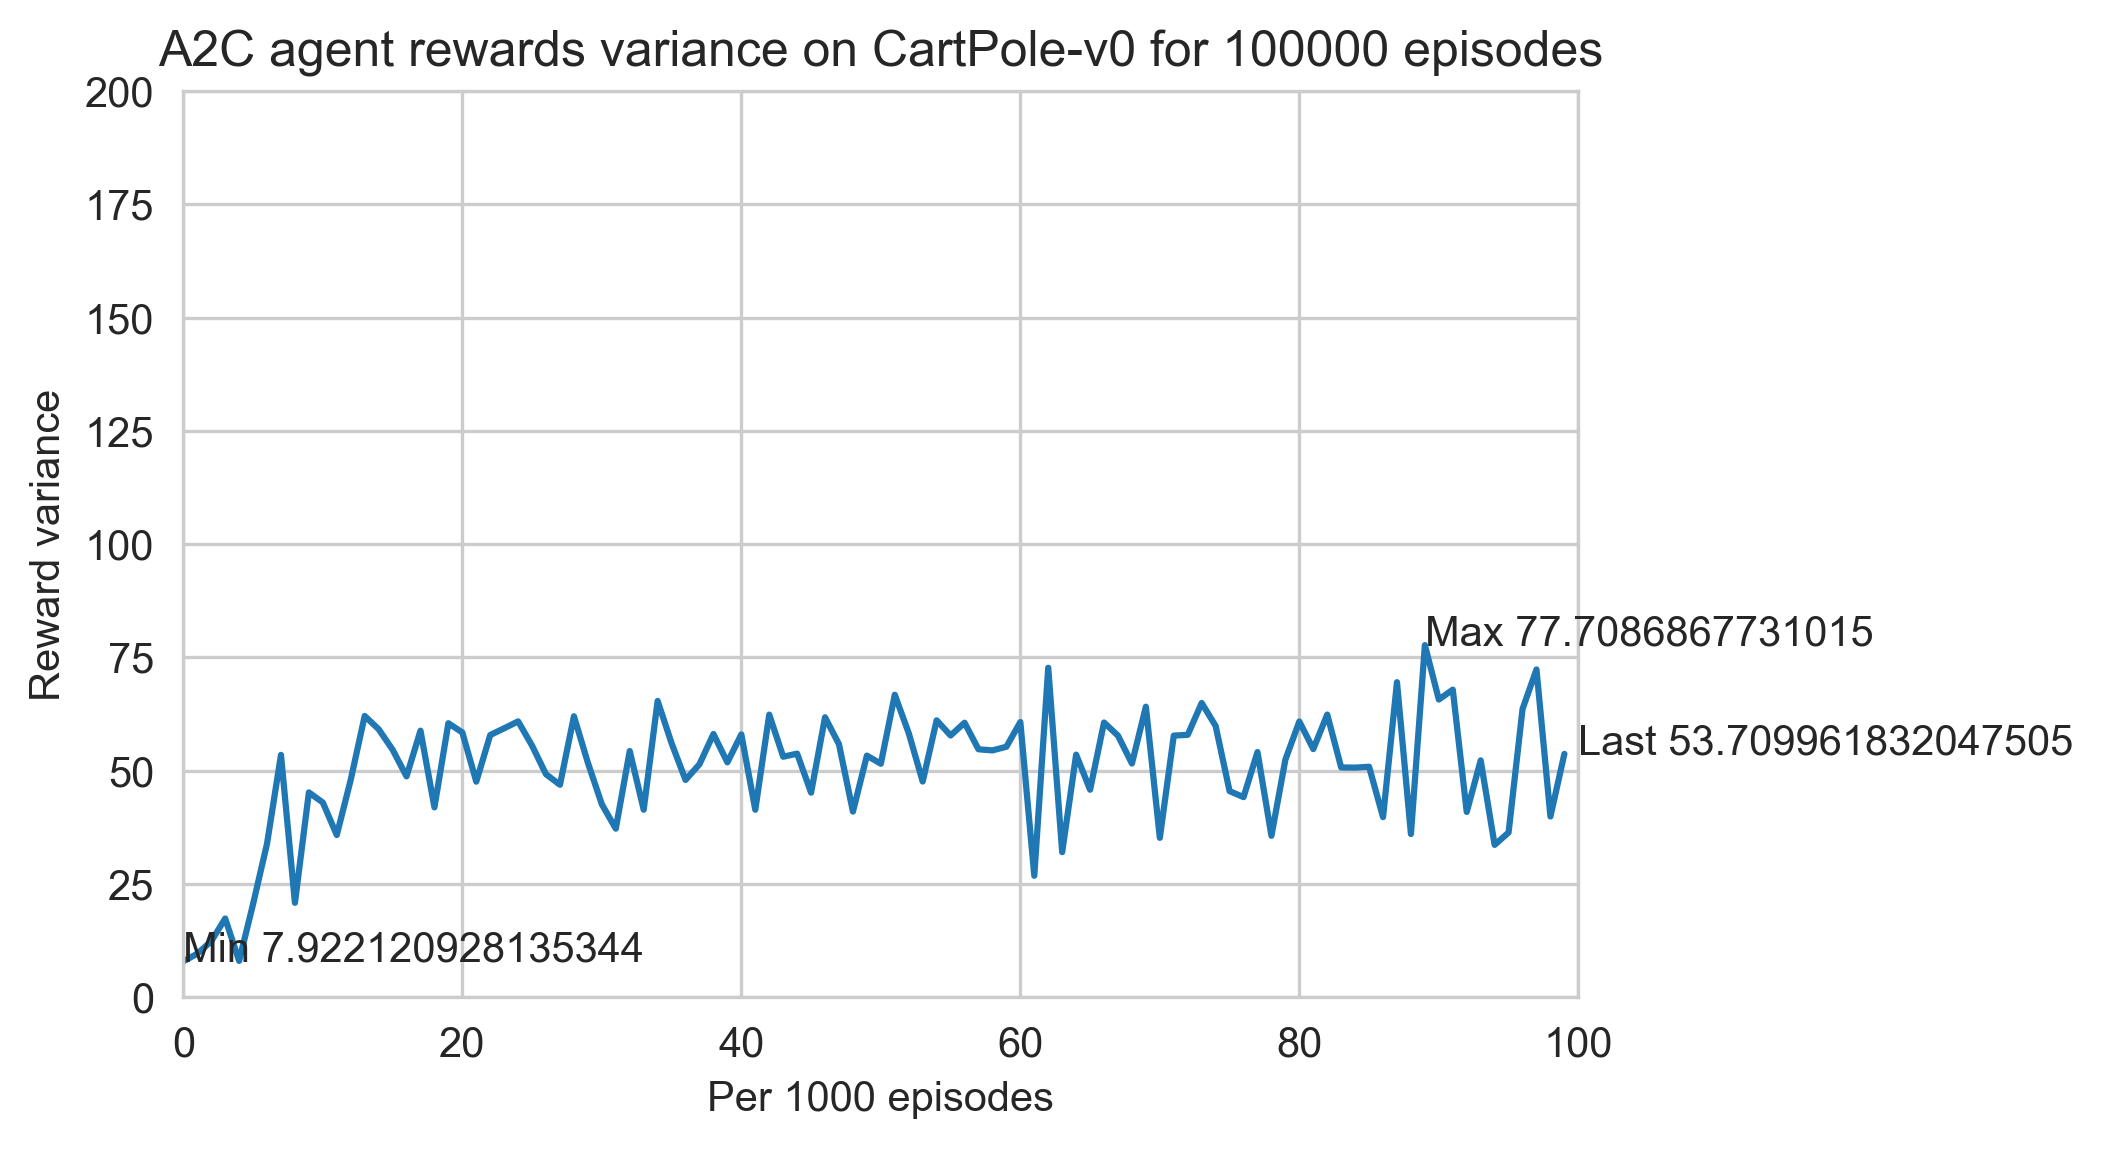 A2C agent rewards variance on CartPole-v0 for 100000 episodes
200
175
150
125
100
75
50
25
0
Reward variance
Max 77.7086867731015
Last 53.709961832047505
Min 7.922120928135344
0 20 40 60 80 100
Per 1000 episodes